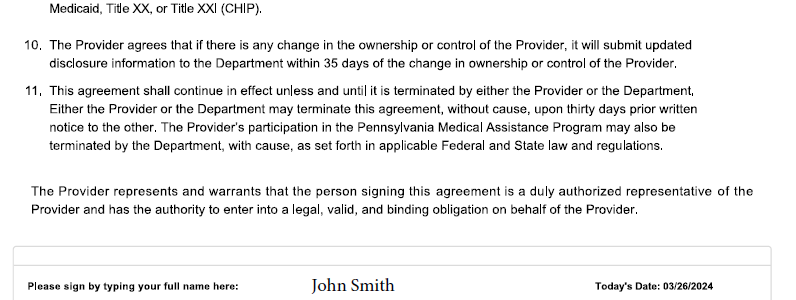 Medicaid, Title XX, or Title XXI (CHIP).
10. The Provider agrees that if there is any change in the ownership or control of the Provider, it will submit updated
disclosure information to the Department within 35 days of the change in ownership or control of the Provider.
11. This agreement shall continue in effect unless and until it is terminated by either the Provider or the Department.
Either the Provider or the Department may terminate this agreement, without cause, upon thirty days prior written
notice to the other. The Provider's participation in the Pennsylvania Medical Assistance Program may also be
terminated by the Department, with cause, as set forth in applicable Federal and State law and regulations.
The Provider represents and warrants that the person signing this agreement is a duly authorized representative of the
Provider and has the authority to enter into a legal, valid, and binding obligation on behalf of the Provider.
Please sign by typing your full name here: John Smith Today's Date: 03/26/2024